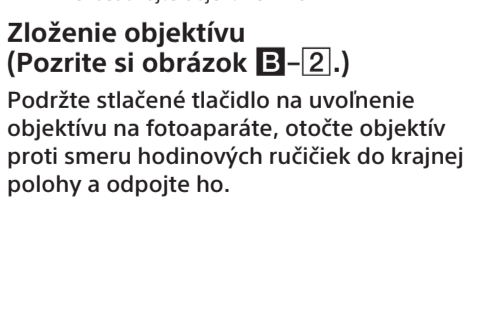 Zloženie objektívu
(Pozrite si obrázok B–2.)
Podržte stlačené tlačidlo na uvoľnenie
objektívu na fotoaparáte, otočte objektív
proti smeru hodinových ručičiek do krajnej
polohy a odpojte ho.